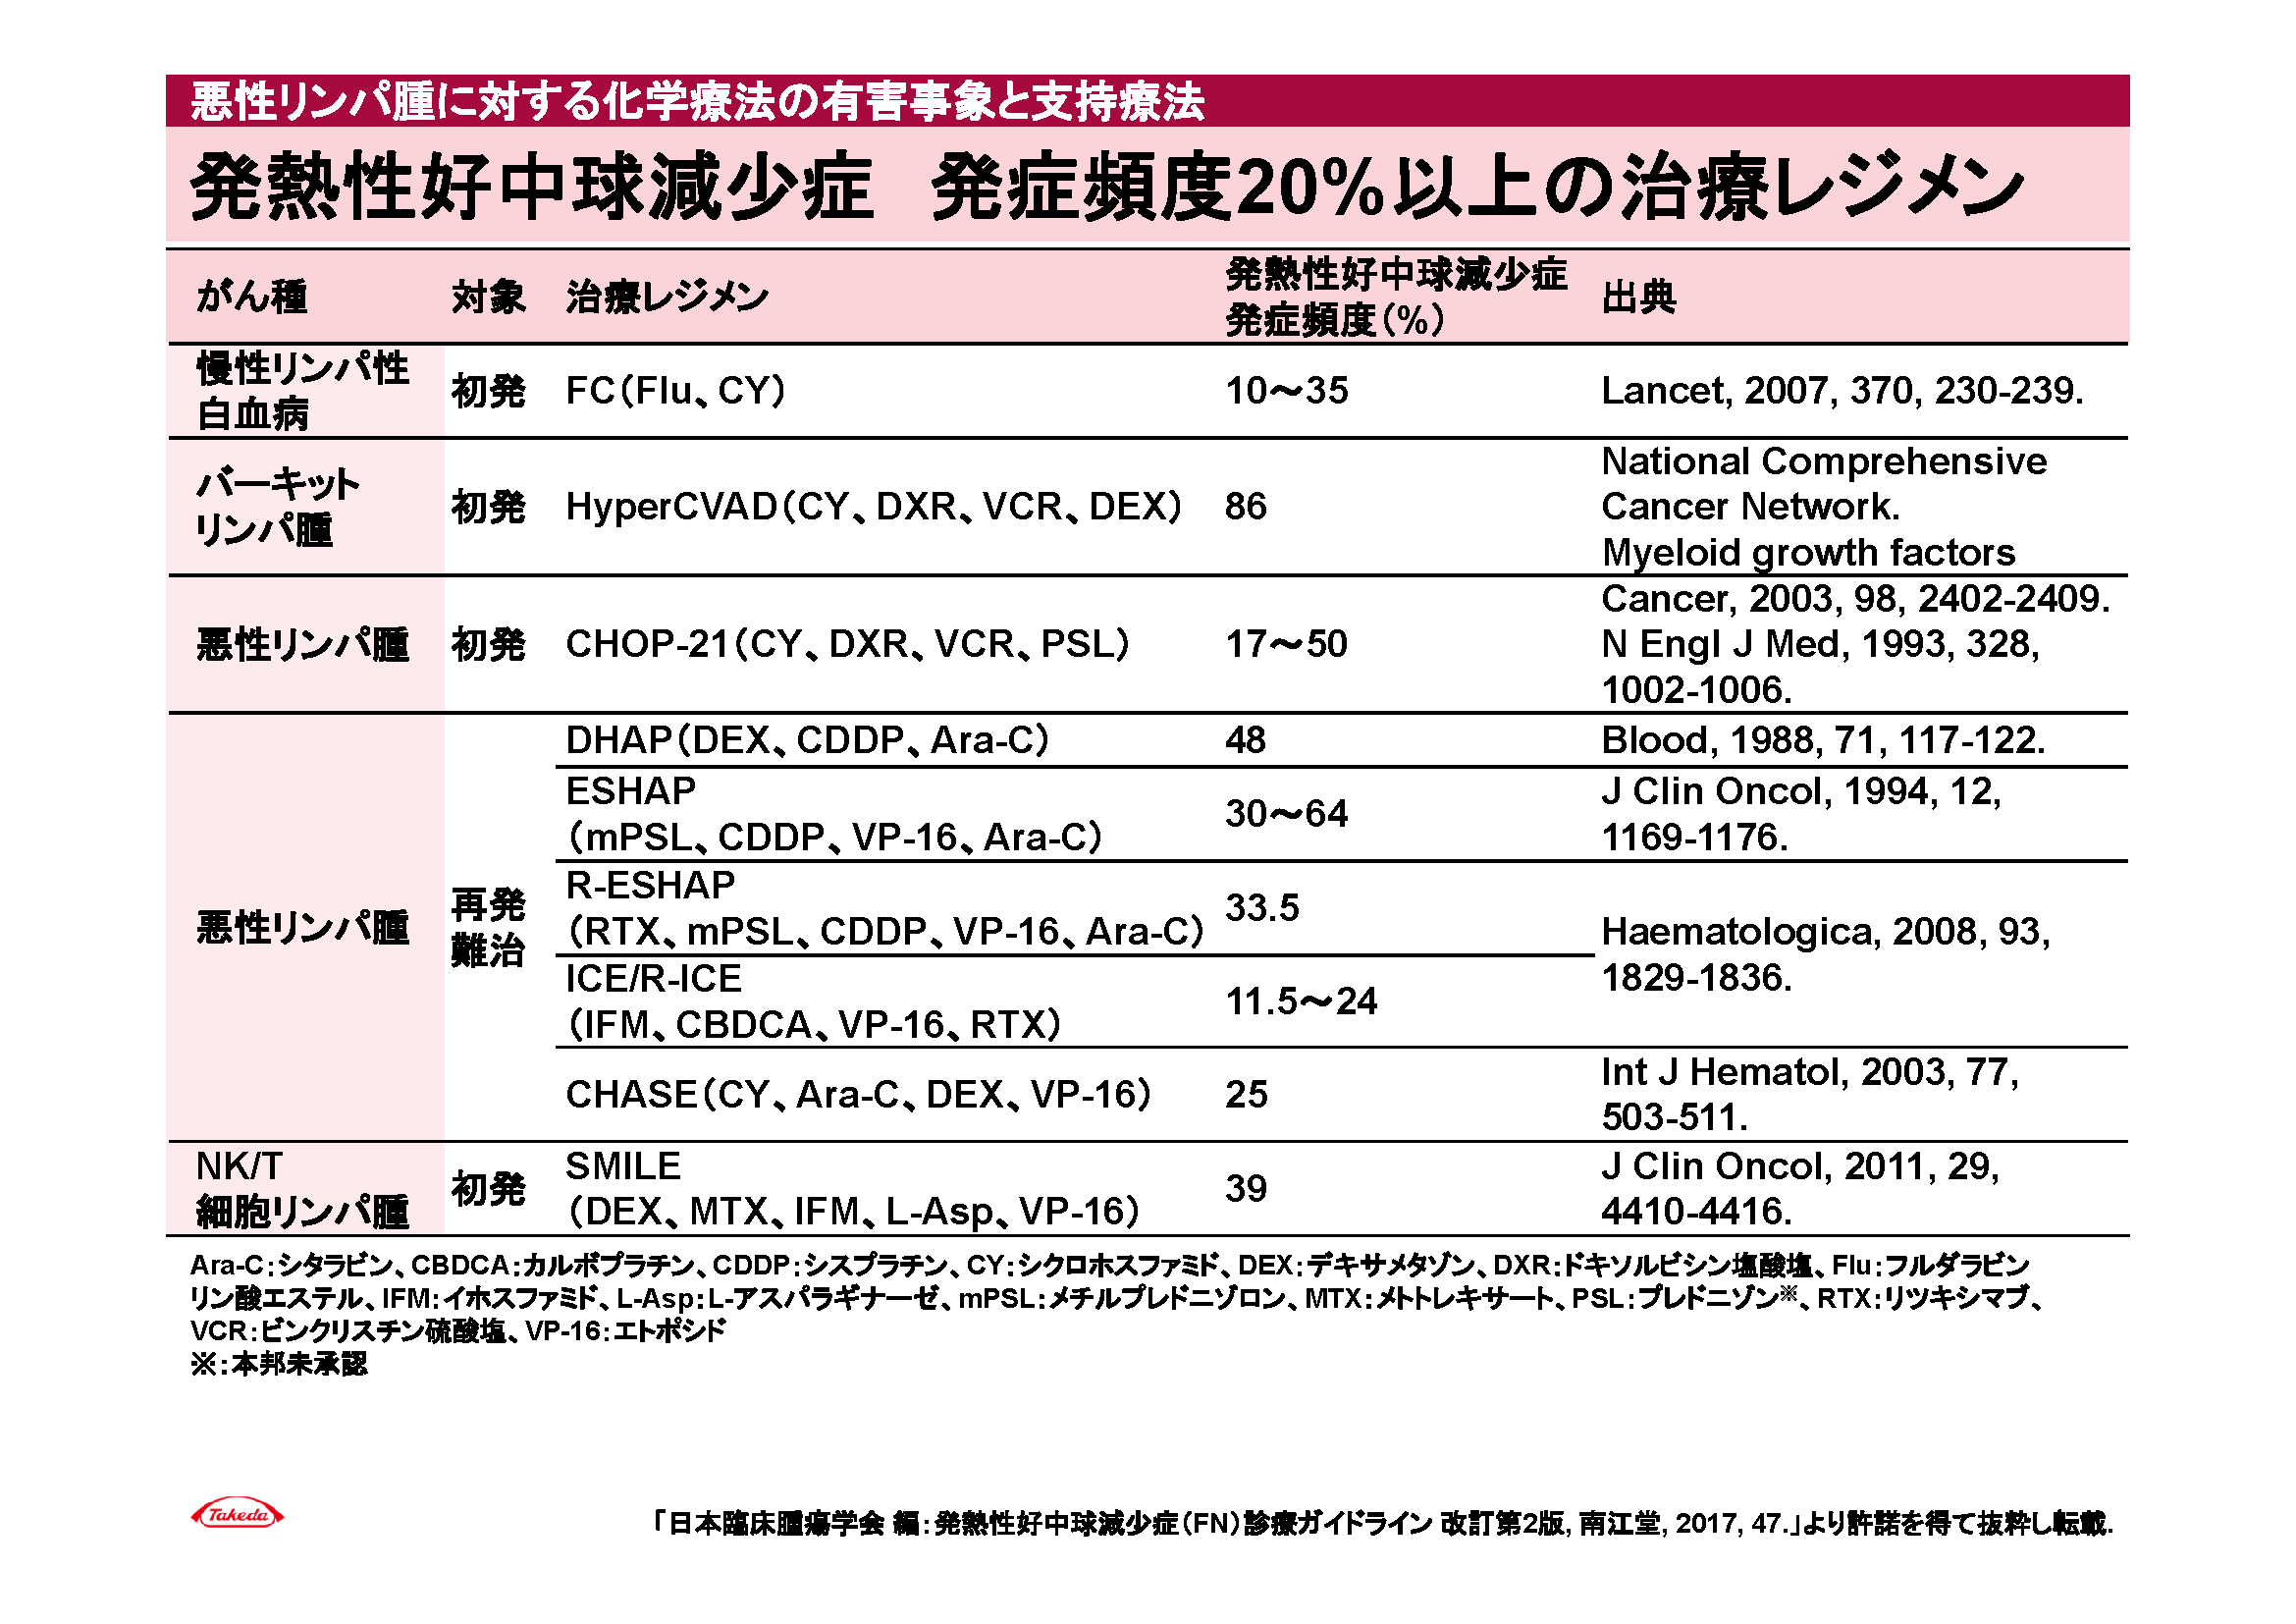 悪性リンパ腫に対する化学療法の有害事象と支持療法
発熱性好中球減少症　発症頻度20%以上の治療レジメン
がん種　対象　治療レジメン　発熱性好中球減少症
発症頻度（%）　出典
慢性リンパ性
白血病　初発　FC（Flu、CY）　10～35　Lancet, 2007, 370, 230-239.
バーキット
リンパ腫　初発　HyperCVAD（CY、DXR、VCR、DEX）　86　National Comprehensive
Cancer Network.
Myeloid growth factors
悪性リンパ腫　初発　CHOP-21（CY、DXR、VCR、PSL）　17～50　Cancer, 2003, 98, 2402-2409.
N Engl J Med, 1993, 328,
1002-1006.
悪性リンパ腫　再発
難治　DHAP（DEX、CDDP、Ara-C）　48　Blood, 1988, 71, 117-122.
ESHAP
（mPSL、CDDP、VP-16、Ara-C）　30～64　J Clin Oncol, 1994, 12,
1169-1176.
R-ESHAP
（RTX、mPSL、CDDP、VP-16、Ara-C）　33.5　Haematologica, 2008, 93,
1829-1836.
ICE/R-ICE
（IFM、CBDCA、VP-16、RTX）　11.5～24
CHASE（CY、Ara-C、DEX、VP-16）　25　Int J Hematol, 2003, 77,
503-511.
NK/T
細胞リンパ腫　初発　SMILE
（DEX、MTX、IFM、L-Asp、VP-16）　39　J Clin Oncol, 2011, 29,
4410-4416.
Ara-C：シタラビン、CBDCA：カルボプラチン、CDDP：シスプラチン、CY：シクロホスファミド、DEX：デキサメタゾン、DXR：ドキソルビシン塩酸塩、Flu：フルダラビン
リン酸エステル、IFM：イホスファミド、L-Asp：L-アスパラギナーゼ、mPSL：メチルプレドニゾロン、MTX：メトトレキサート、PSL：プレドニゾン※、RTX：リツキシマブ、
VCR：ビンクリスチン硫酸塩、VP-16：エトポシド
※：本邦未承認
Takeda
「日本臨床腫瘍学会 編：発熱性好中球減少症（FN）診療ガイドライン 改訂第2版, 南江堂, 2017, 47.」より許諾を得て抜粋し転載.